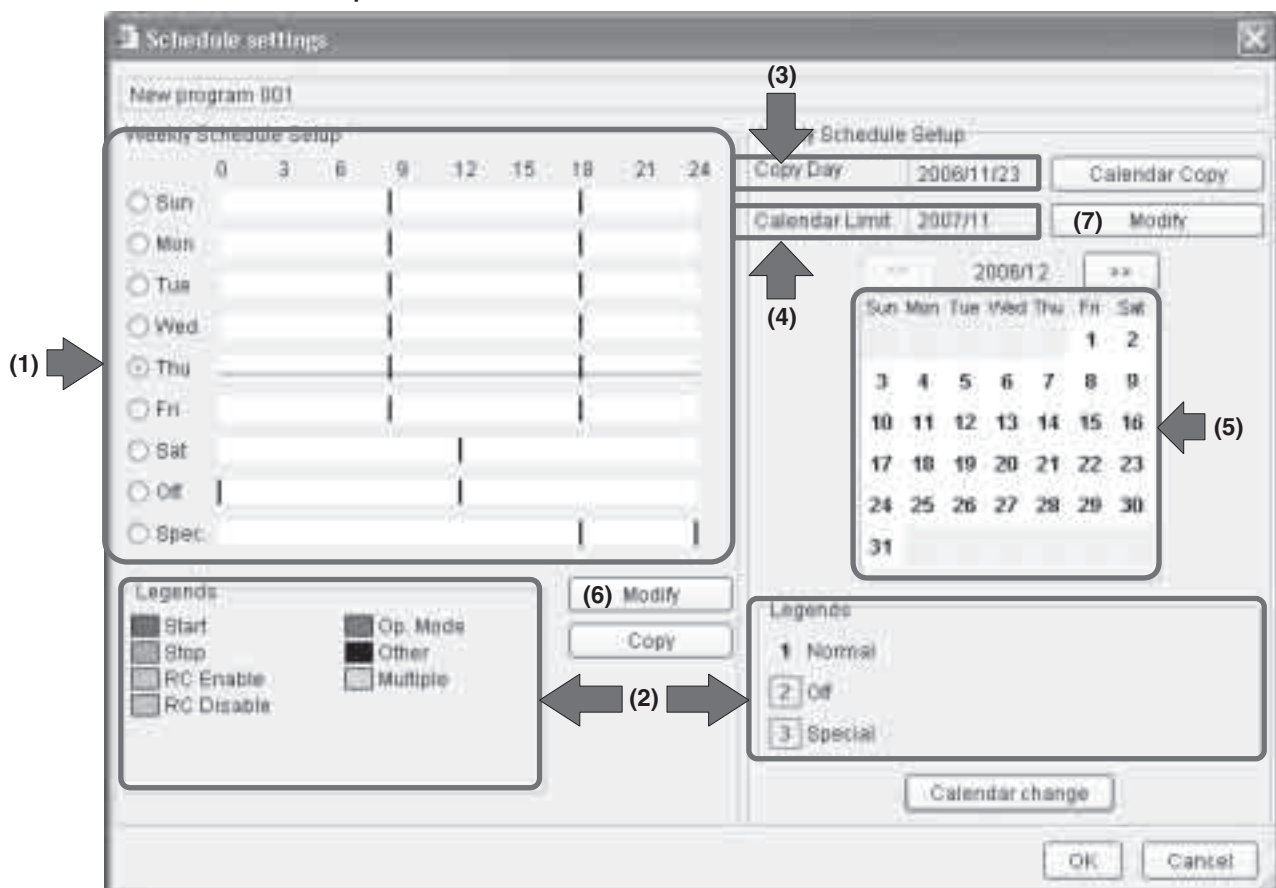 Schedule settings
New program 001
(3)
Weekly Schedule Setup
Schedule Setup
0 3 6 9 12 15 18 21 24
Copy Day 2006/11/23 Calendar Copy
Sun
Calendar Limit 2007/11 (7) Modify
Mon
2006/12 >>
Tue
(4)
Sun Mon Tue Wed Thu Fri Sat
Wed
1 2
(1)
Thu
3 4 5 6 7 8 9
Fri
10 11 12 13 14 15 16
(5)
Sat
17 18 19 20 21 22 23
Off
24 25 26 27 28 29 30
Spec.
31
Legends
(6) Modify
Copy
Start
Stop
RC Enable
RC Disable
Op. Mode
Other
Multiple
(2)
Legends
1 Normal
2 Off
3 Special
Calendar change
OK Cancel